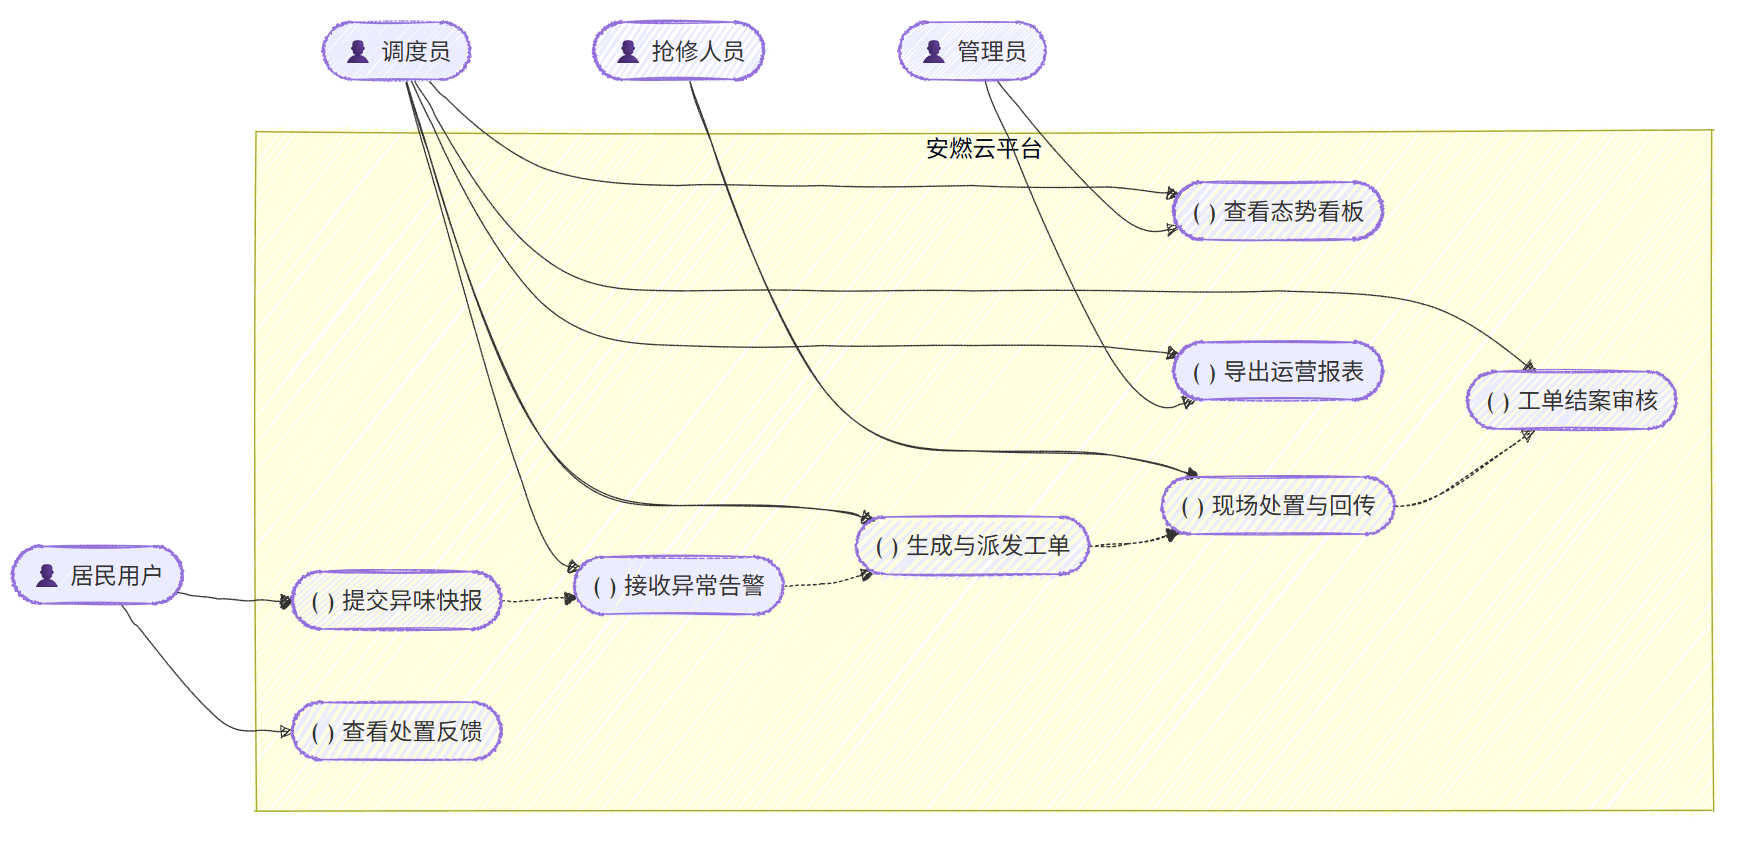 调度员
抢修人员
管理员
安燃云平台
( ) 查看态势看板
( ) 导出运营报表
( ) 工单结案审核
( ) 现场处置与回传
( ) 生成与派发工单
居民用户
( ) 接收异常告警
( ) 提交异味快报
( ) 查看处置反馈